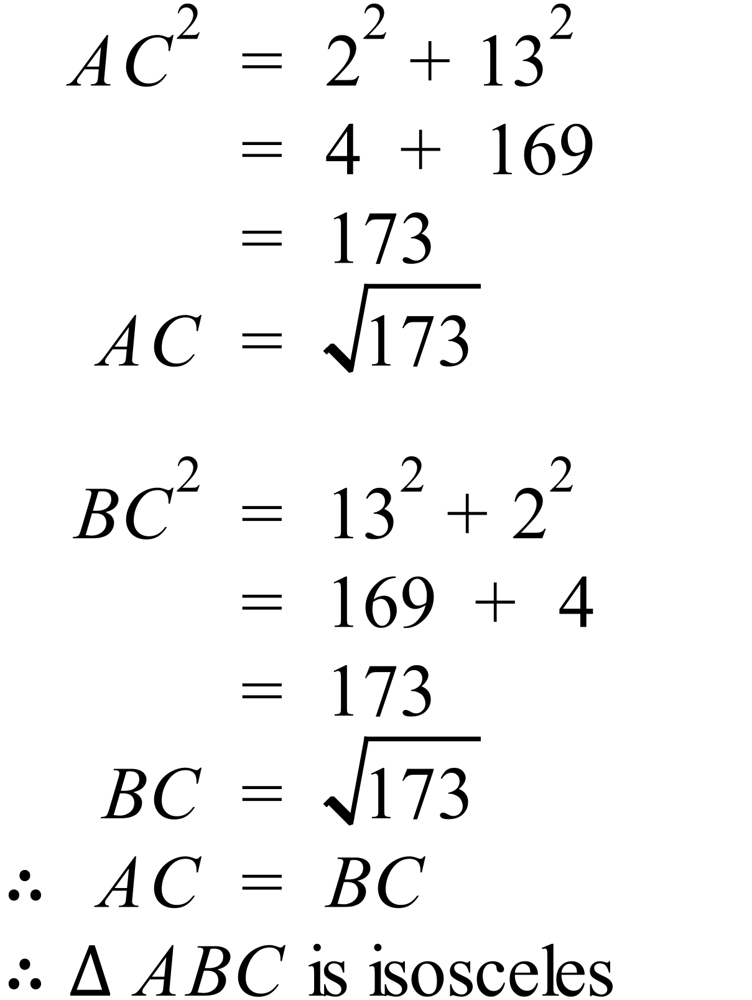 AC² = 2² + 13²
= 4 + 169
= 173
AC = √173
BC² = 13² + 2²
= 169 + 4
= 173
BC = √173
∴ AC = BC
∴ Δ ABC is isosceles